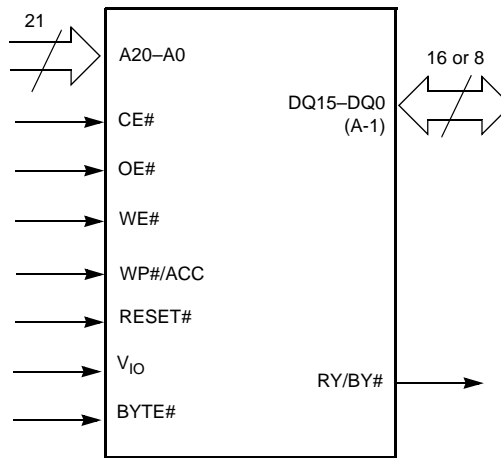 21
A20–A0
16 or 8
DQ15–DQ0
(A-1)
CE#
OE#
WE#
WP#/ACC
RESET#
VIO
RY/BY#
BYTE#